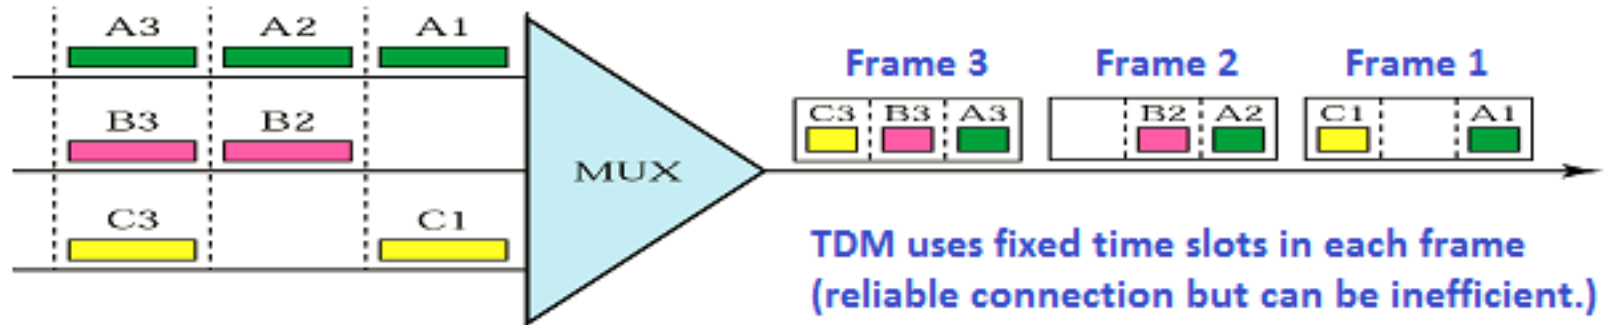 A3 A2 A1
Frame 3 Frame 2 Frame 1
C3 B3 A3 B2 A2 C1 A1
B3 B2
MUX
C3 C1
TDM uses fixed time slots in each frame
(reliable connection but can be inefficient.)